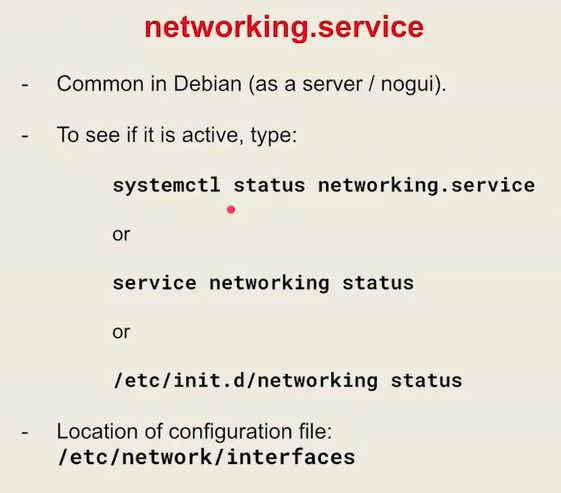 networking.service
- Common in Debian (as a server / nogui).
- To see if it is active, type:
systemctl status networking.service
or
service networking status
or
/etc/init.d/networking status
- Location of configuration file:
/etc/network/interfaces